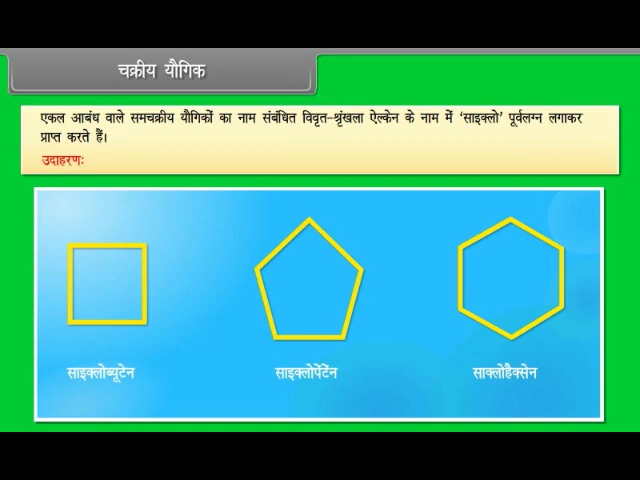 चक्रीय यौगिक
एकल आबंध वाले समचक्रीय यौगिकों का नाम संबंधित विवृत-श्रृंखला ऐल्केन के नाम में ‘साइक्लो’ पूर्वलग्न लगाकर
प्राप्त करते हैं।
उदाहरणः
साइक्लोब्यूटेन साइक्लोपेंटेंन साक्लोहैक्सेन